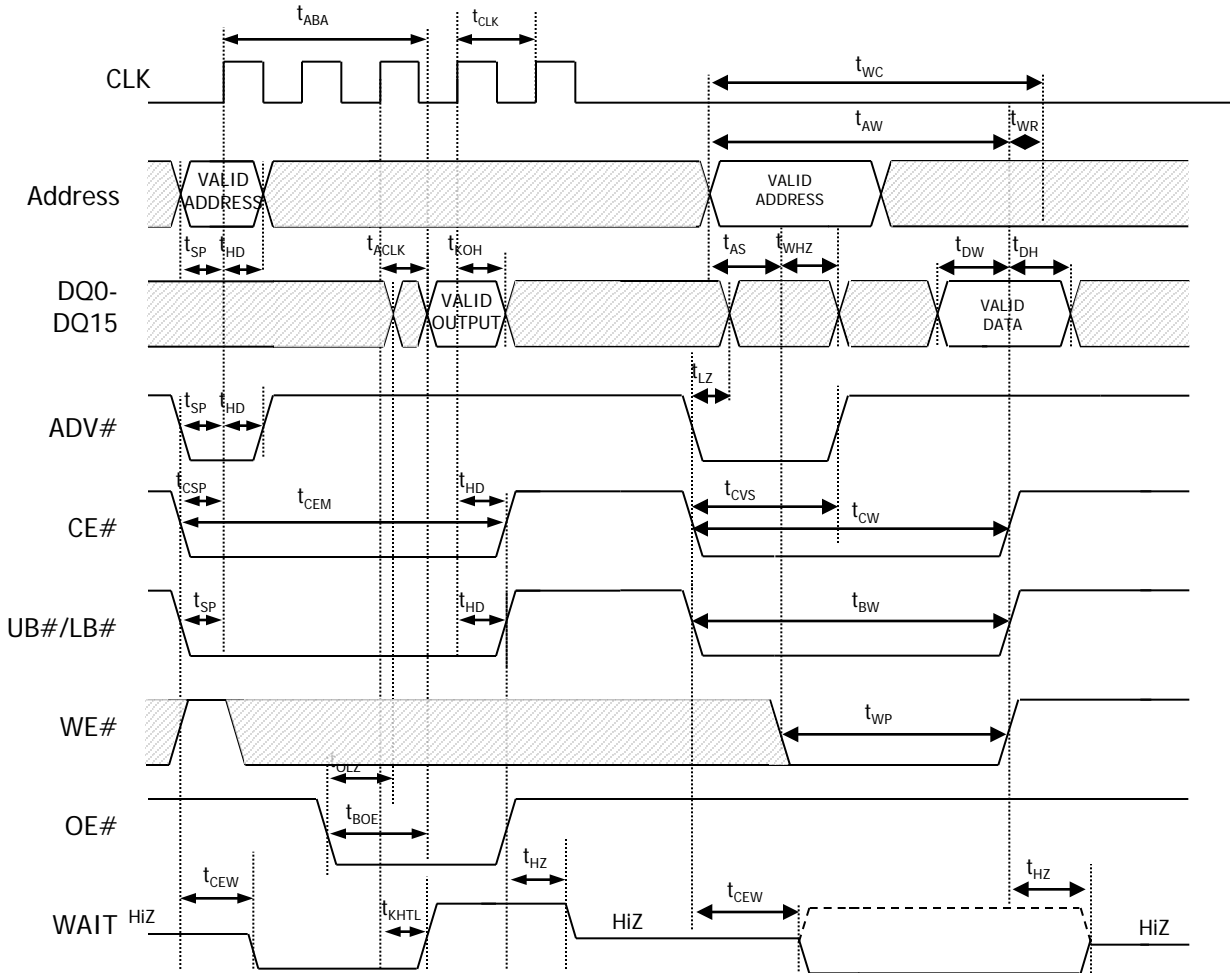 tABA
tCLK
CLK
tWC
tAW
tWR
Address
VALID
ADDRESS
VALID
ADDRESS
tSP
tHD
tACLK
tKOH
tAS
tWHZ
tDW
tDH
DQ0-
DQ15
VALID
OUTPUT
VALID
DATA
tLZ
ADV#
tSP
tHD
CE#
tCSP
tCEM
tHD
tCVS
tCW
UB#/LB#
tSP
tHD
tBW
WE#
tWP
tOLZ
OE#
tBOE
tHZ
tHZ
tCEW
tCEW
WAIT
HiZ
tKHTL
HiZ
HiZ